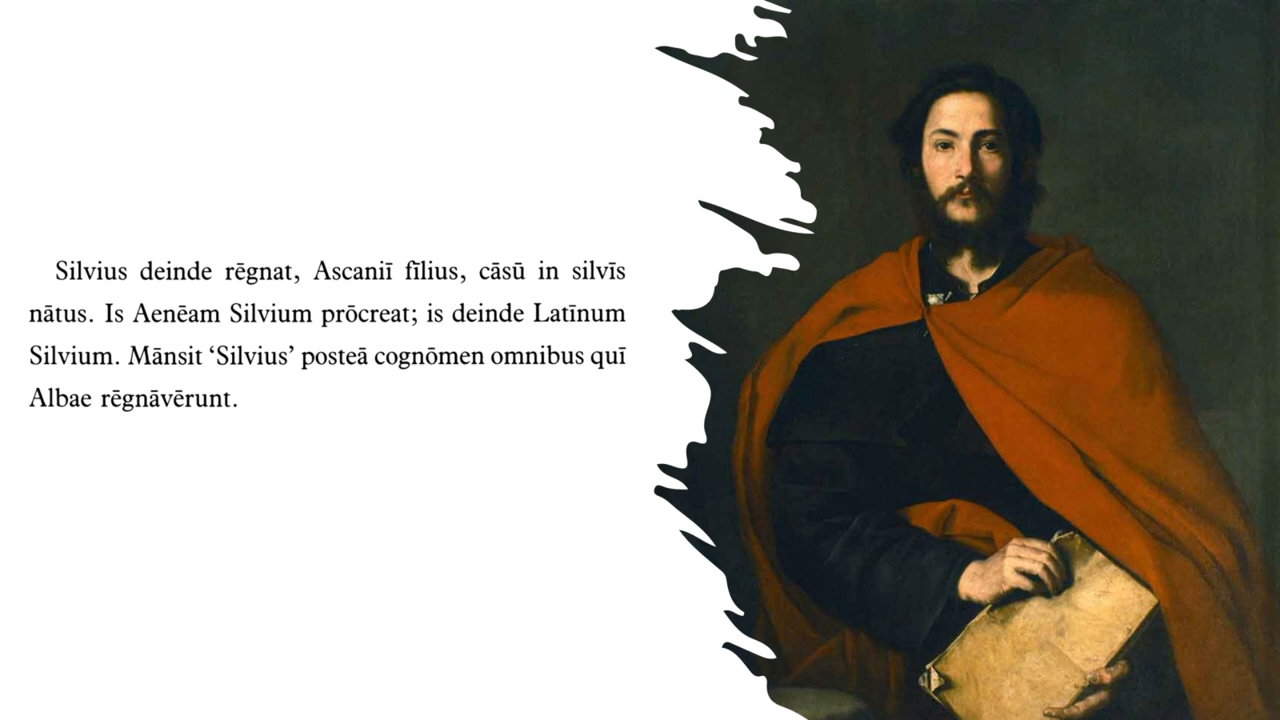 Silvius deinde rēgnat, Ascaniī fīlius, cāsū in silvīs
nātus. Is Aenēam Silvium prōcreat; is deinde Latīnum
Silvium. Mānsit ‘Silvius’ posteā cognōmen omnibus quī
Albae rēgnāvērunt.